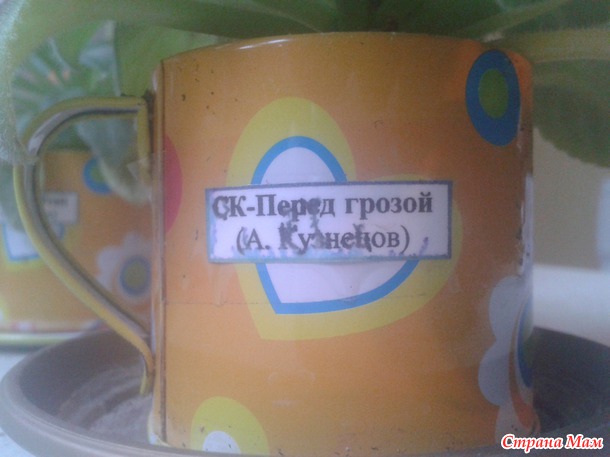 СК-Перед грозой
(А. Кузнецов)
Страна Мам